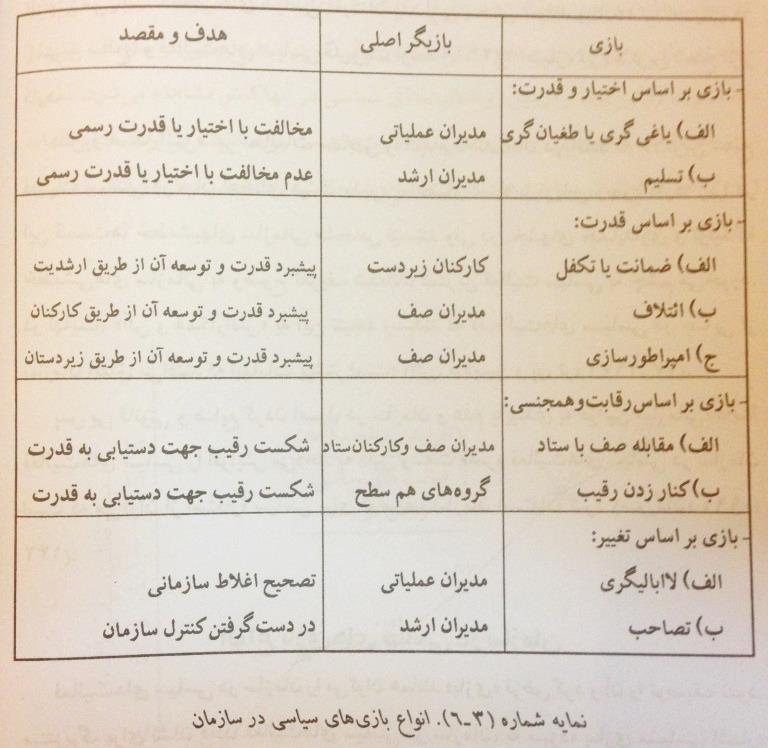 بازی	بازیگر اصلی	هدف و مقصد
- بازی بر اساس اختیار و قدرت:
الف) یاغی گری یا طغیان گری	مدیران عملیاتی	مخالفت با اختیار یا قدرت رسمی
ب) تسلیم	مدیران ارشد	عدم مخالفت با اختیار یا قدرت رسمی
- بازی بر اساس قدرت:
الف) ضمانت یا تکفل	کارکنان زیردست	پیشبرد قدرت و توسعه آن از طریق ارشدیت
ب) ائتلاف	مدیران صف	پیشبرد قدرت و توسعه آن از طریق کارکنان
ج) امپراطورسازی	مدیران صف	پیشبرد قدرت و توسعه آن از طریق زیردستان
- بازی بر اساس رقابت وهمجنسی:
الف) مقابله صف با ستاد	مدیران صف وکارکنان ستاد	شکست رقیب جهت دستیابی به قدرت
ب) کنار زدن رقیب	گروه‌های هم سطح	شکست رقیب جهت دستیابی به قدرت
- بازی بر اساس تغییر:
الف) لاابالیگری	مدیران عملیاتی	تصحیح اغلاط سازمانی
ب) تصاحب	مدیران ارشد	در دست گرفتن کنترل سازمان
نمایه شماره (۳-۶). انواع بازی‌های سیاسی در سازمان